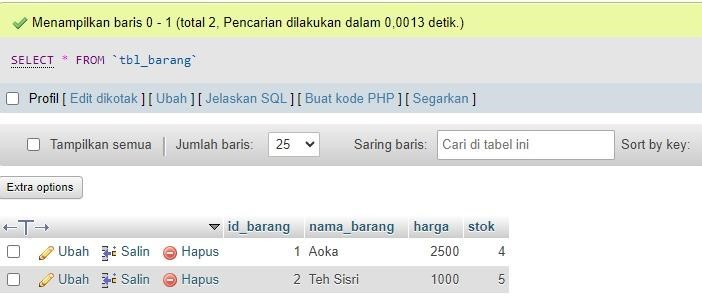 Menampilkan baris 0 - 1 (total 2, Pencarian dilakukan dalam 0,0013 detik.)
SELECT * FROM `tbl_barang`
Profil [ Edit dikotak ] [ Ubah ] [ Jelaskan SQL ] [ Buat kode PHP ] [ Segarkan ]
Tampilkan semua | Jumlah baris: 25 Saring baris: Cari di tabel ini Sort by key:
Extra options
id_barang nama_barang harga stok
Ubah Salin Hapus 1 Aoka 2500 4
Ubah Salin Hapus 2 Teh Sisri 1000 5